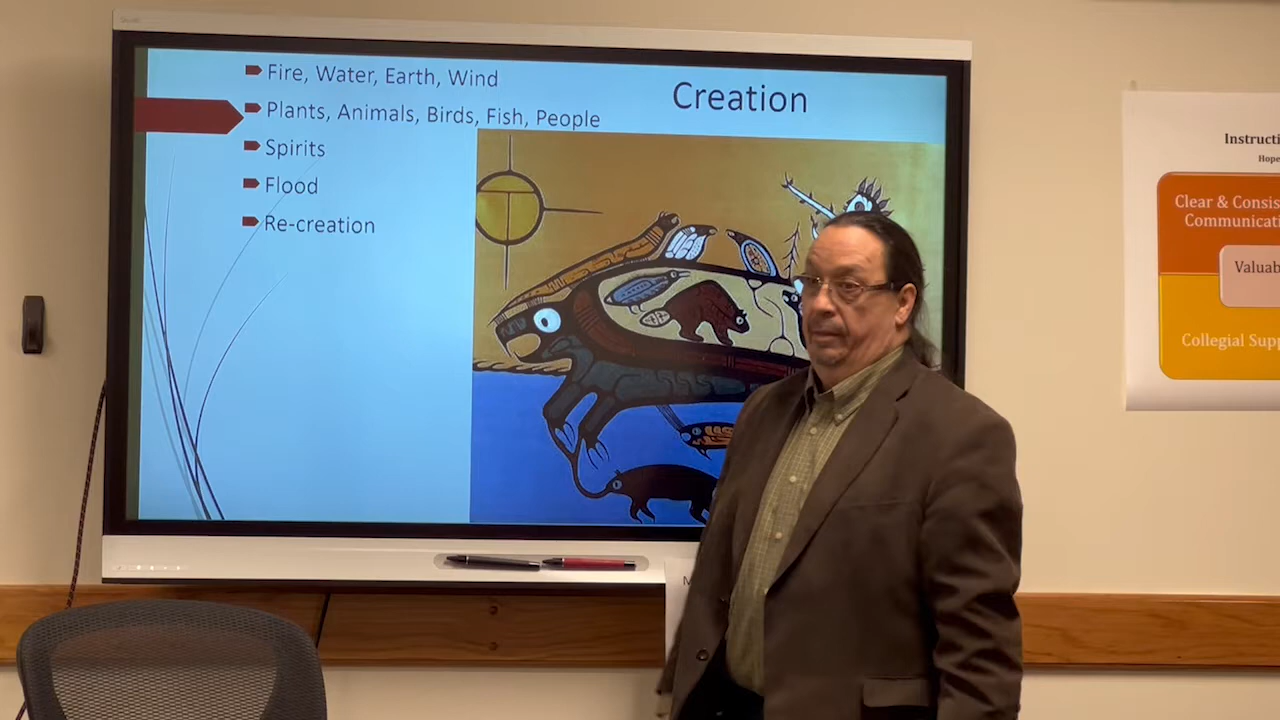 Fire, Water, Earth, Wind
Plants, Animals, Birds, Fish, People
Spirits
Flood
Re-creation
Creation
Instructi
Hope
Clear & Consis
Communicati
Valuab
Collegial Supp
M